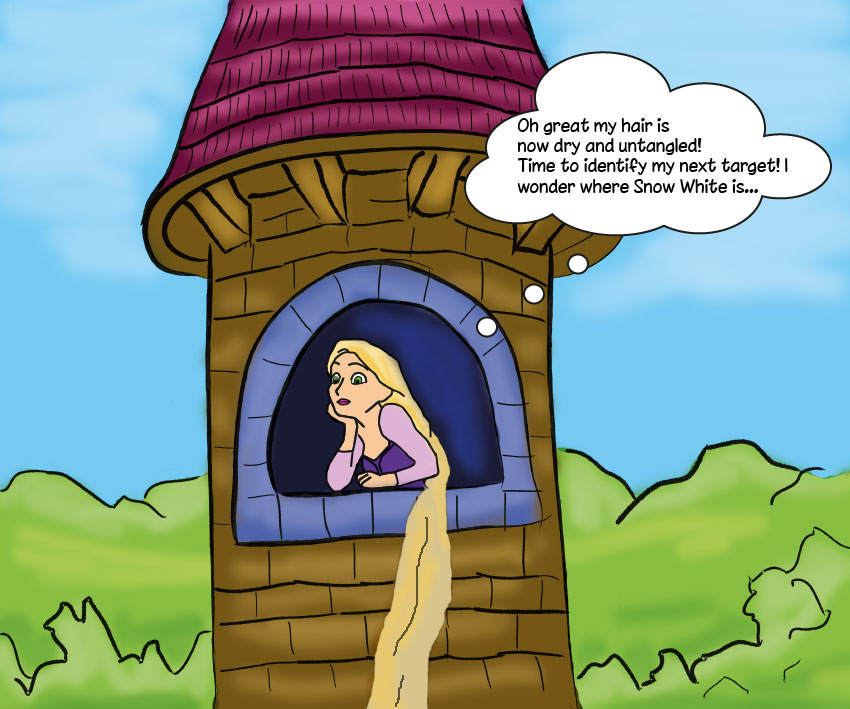 Oh great my hair is
now dry and untangled!
Time to identify my next target! I
wonder where Snow White is...